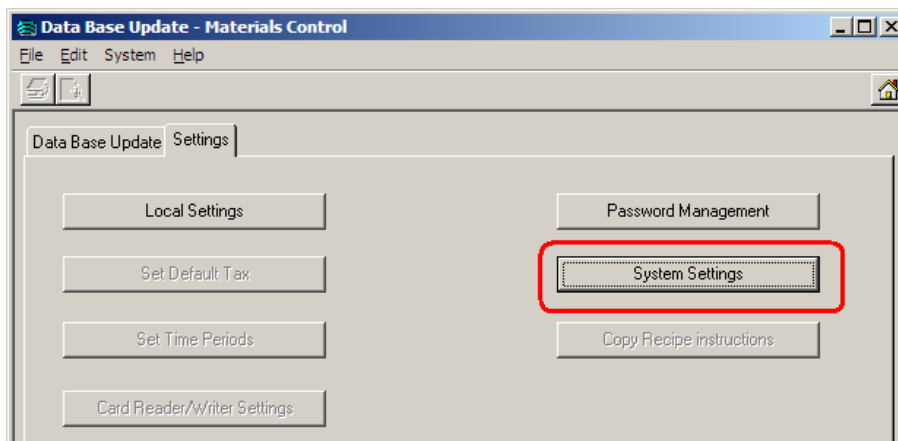 Data Base Update - Materials Control
File Edit System Help
Data Base Update Settings
Local Settings Password Management
Set Default Tax System Settings
Set Time Periods Copy Recipe instructions
Card Reader/Writer Settings